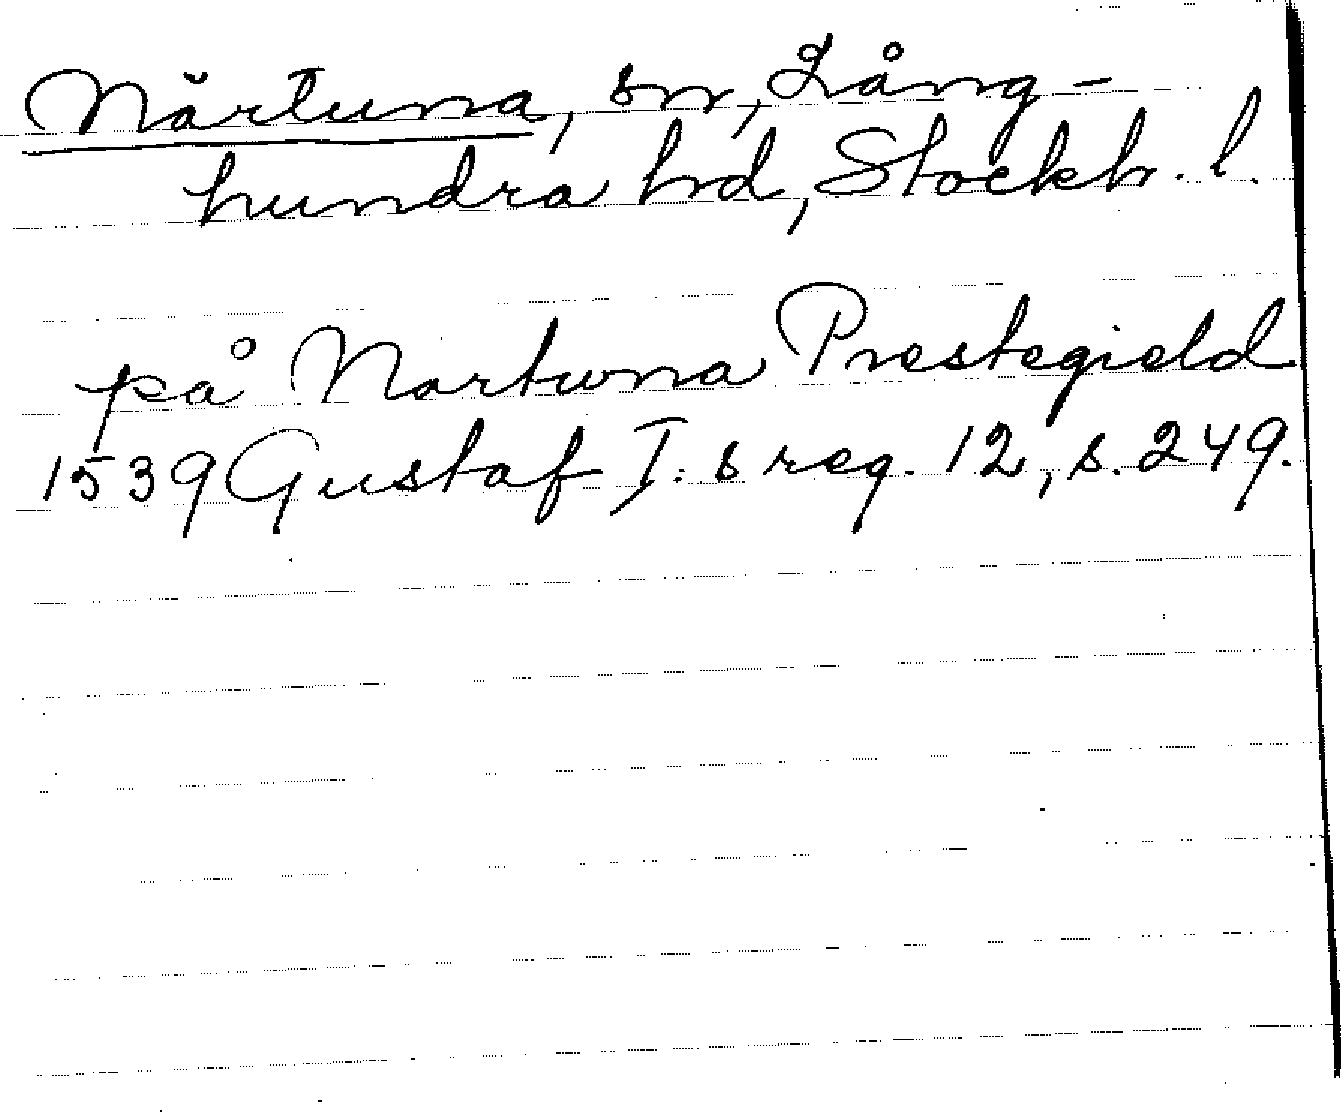 Närtuna, sn, Lång-
hundra hd, Stockh. l.
på Nartuna Prestegield
1539 Gustaf I:s reg. 12, s. 249.